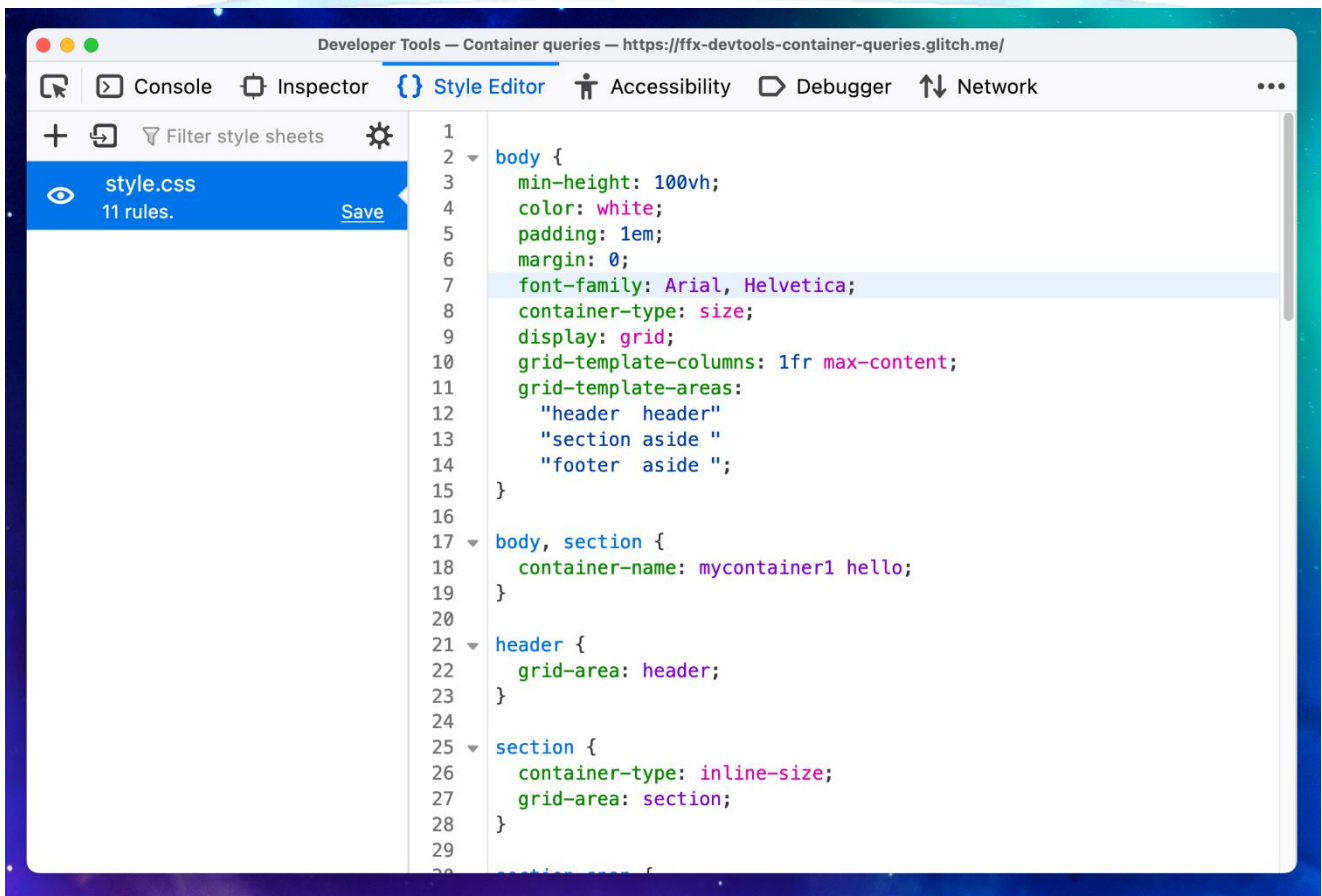 Developer Tools — Container queries — https://ffx-devtools-container-queries.glitch.me/
Console Inspector {} Style Editor Accessibility Debugger Network
Filter style sheets
style.css
11 rules. Save
1
2 body {
3 min-height: 100vh;
4 color: white;
5 padding: 1em;
6 margin: 0;
7 font-family: Arial, Helvetica;
8 container-type: size;
9 display: grid;
10 grid-template-columns: 1fr max-content;
11 grid-template-areas:
12 "header  header"
13 "section aside "
14 "footer  aside ";
15 }
16
17 body, section {
18 container-name: mycontainer1 hello;
19 }
20
21 header {
22 grid-area: header;
23 }
24
25 section {
26 container-type: inline-size;
27 grid-area: section;
28 }
29